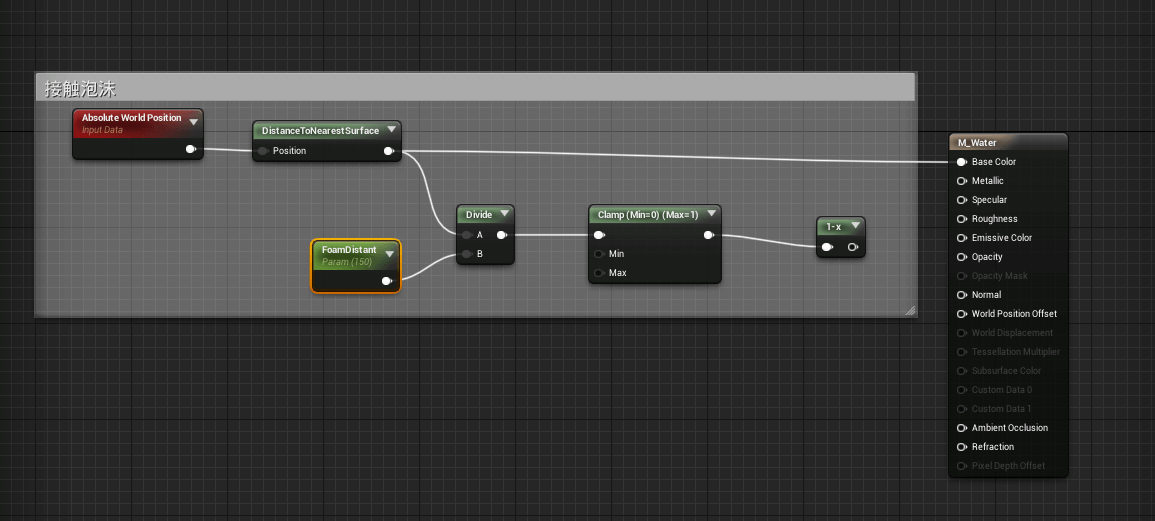 接触泡沫
Absolute World Position
Input Data
DistanceToNearestSurface
Position
FoamDistant
Param (150)
Divide
A
B
Clamp (Min=0) (Max=1)
Min
Max
1-x
M_Water
Base Color
Metallic
Specular
Roughness
Emissive Color
Opacity
Opacity Mask
Normal
World Position Offset
World Displacement
Tessellation Multiplier
Subsurface Color
Custom Data 0
Custom Data 1
Ambient Occlusion
Refraction
Pixel Depth Offset